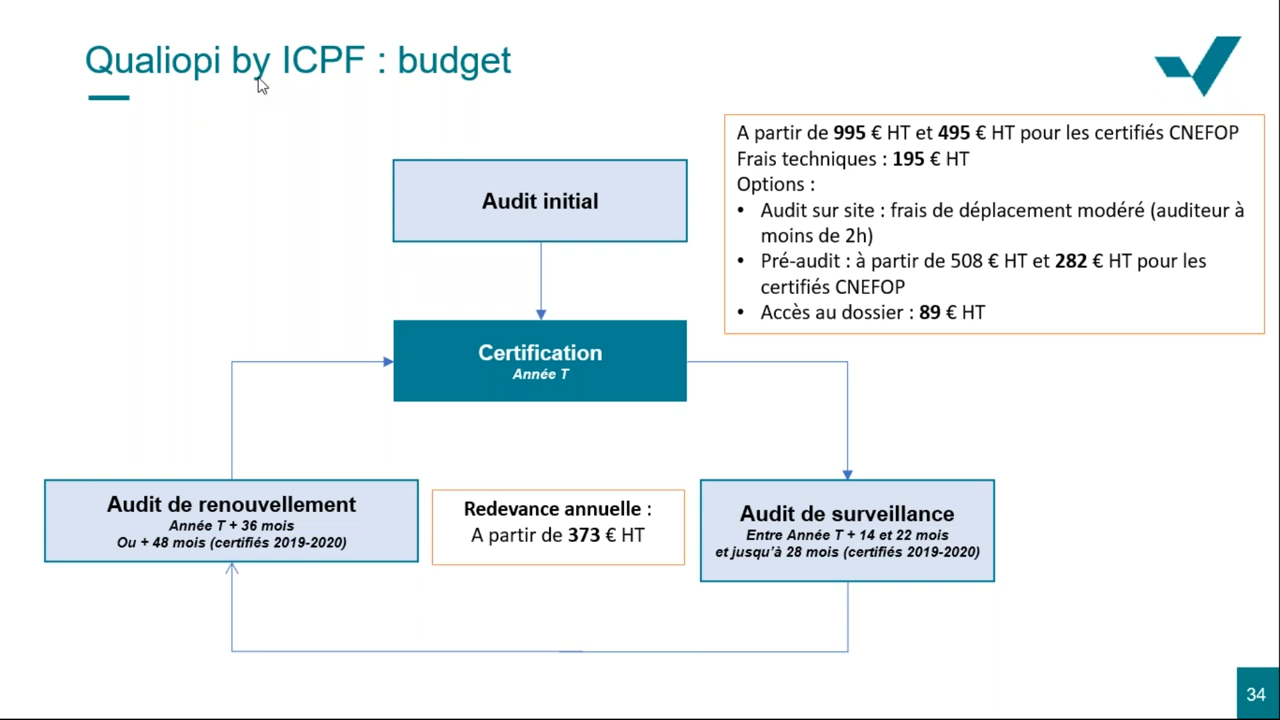 Qualiopi by ICPF : budget
A partir de 995 € HT et 495 € HT pour les certifiés CNEFOP
Frais techniques : 195 € HT
Options :
• Audit sur site : frais de déplacement modéré (auditeur à
moins de 2h)
• Pré-audit : à partir de 508 € HT et 282 € HT pour les
certifiés CNEFOP
• Accès au dossier : 89 € HT
Audit initial
Certification
Année T
Audit de renouvellement
Année T + 36 mois
Ou + 48 mois (certifiés 2019-2020)
Redevance annuelle :
A partir de 373 € HT
Audit de surveillance
Entre Année T + 14 et 22 mois
et jusqu'à 28 mois (certifiés 2019-2020)
34